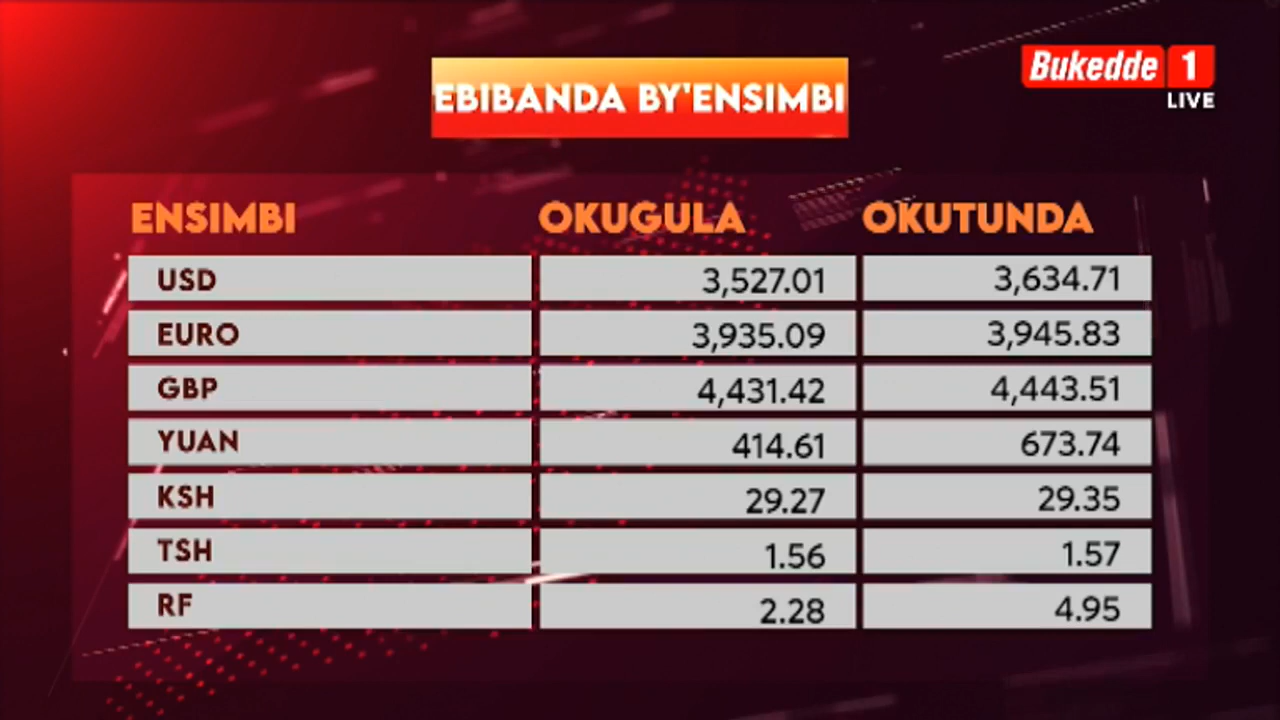 Bukedde 1
LIVE
EBIBANDA BY'ENSIMBI
ENSIMBI OKUGULA OKUTUNDA
USD 3,527.01 3,634.71
EURO 3,935.09 3,945.83
GBP 4,431.42 4,443.51
YUAN 414.61 673.74
KSH 29.27 29.35
TSH 1.56 1.57
RF 2.28 4.95